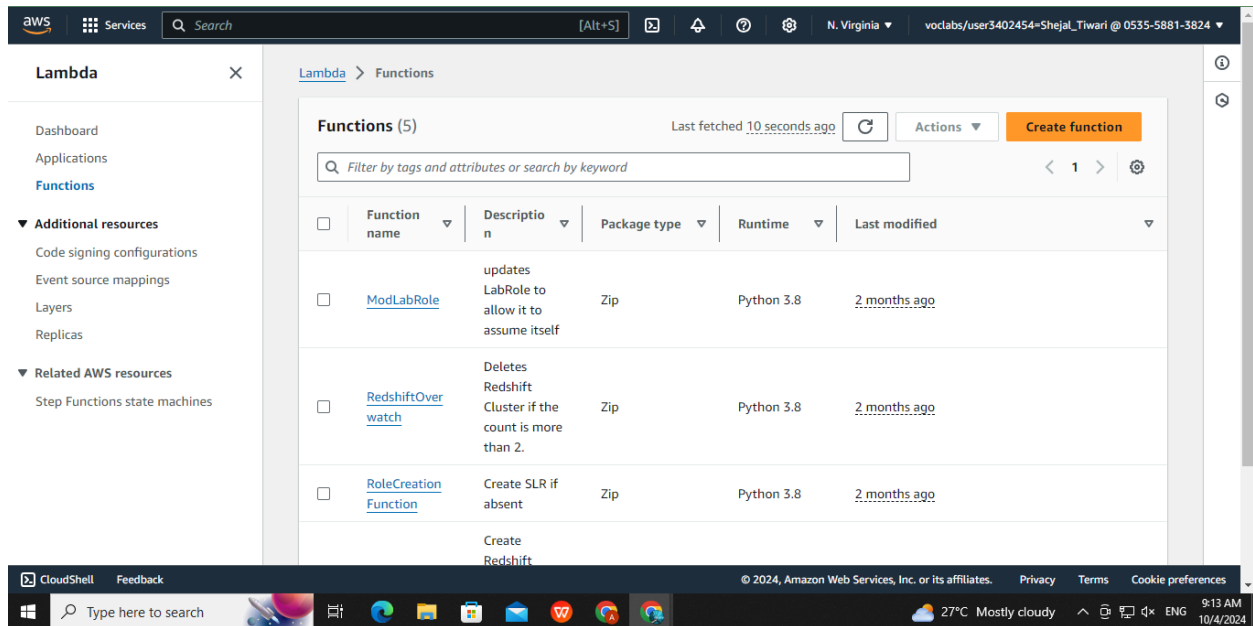 aws
Services
Search
[Alt+S]
N. Virginia
voclabs/user3402454=Shejal_Tiwari @ 0535-5881-3824
Lambda
Dashboard
Applications
Functions
Additional resources
Code signing configurations
Event source mappings
Layers
Replicas
Related AWS resources
Step Functions state machines
Lambda > Functions
Functions (5)
Last fetched 10 seconds ago
Actions
Create function
Filter by tags and attributes or search by keyword
1
Function
name
Descriptio
n
Package type
Runtime
Last modified
ModLabRole
updates
LabRole to
allow it to
assume itself
Zip
Python 3.8
2 months ago
RedshiftOver
watch
Deletes
Redshift
Cluster if the
count is more
than 2.
Zip
Python 3.8
2 months ago
RoleCreation
Function
Create SLR if
absent
Zip
Python 3.8
2 months ago
Create
Redshift
CloudShell
Feedback
© 2024, Amazon Web Services, Inc. or its affiliates.
Privacy
Terms
Cookie preferences
Type here to search
27°C Mostly cloudy
ENG
9:13 AM
10/4/2024